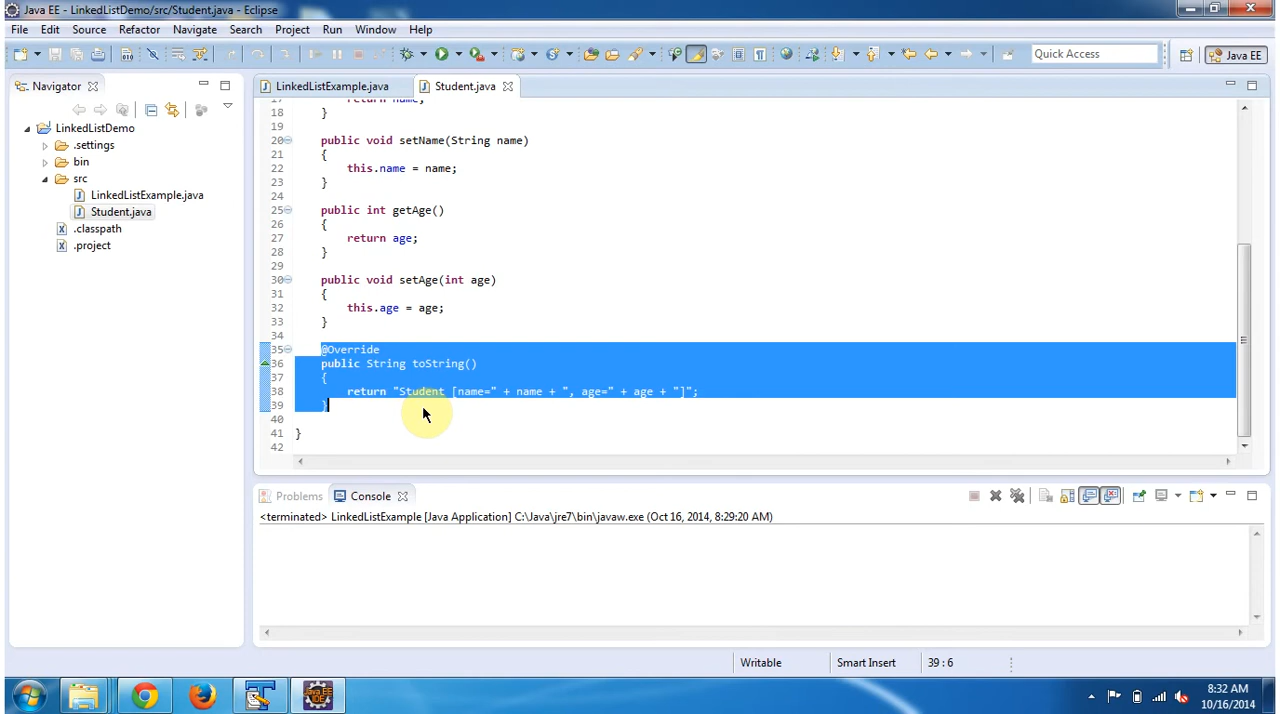 Java EE - LinkedListDemo/src/Student.java - Eclipse
File Edit Source Refactor Navigate Search Project Run Window Help
Quick Access Java EE
Navigator
LinkedListDemo
.settings
bin
src
LinkedListExample.java
Student.java
.classpath
.project
LinkedListExample.java Student.java
17 return name;
18 }
19
20 public void setName(String name)
21 {
22 this.name = name;
23 }
24
25 public int getAge()
26 {
27 return age;
28 }
29
30 public void setAge(int age)
31 {
32 this.age = age;
33 }
34
35 @Override
36 public String toString()
37 {
38 return "Student [name=" + name + ", age=" + age + "]";
39 }
40
41 }
42
Problems Console
<terminated> LinkedListExample [Java Application] C:\Java\jre7\bin\javaw.exe (Oct 16, 2014, 8:29:20 AM)
Writable Smart Insert 39 : 6
Java EE
IDE
8:32 AM
10/16/2014